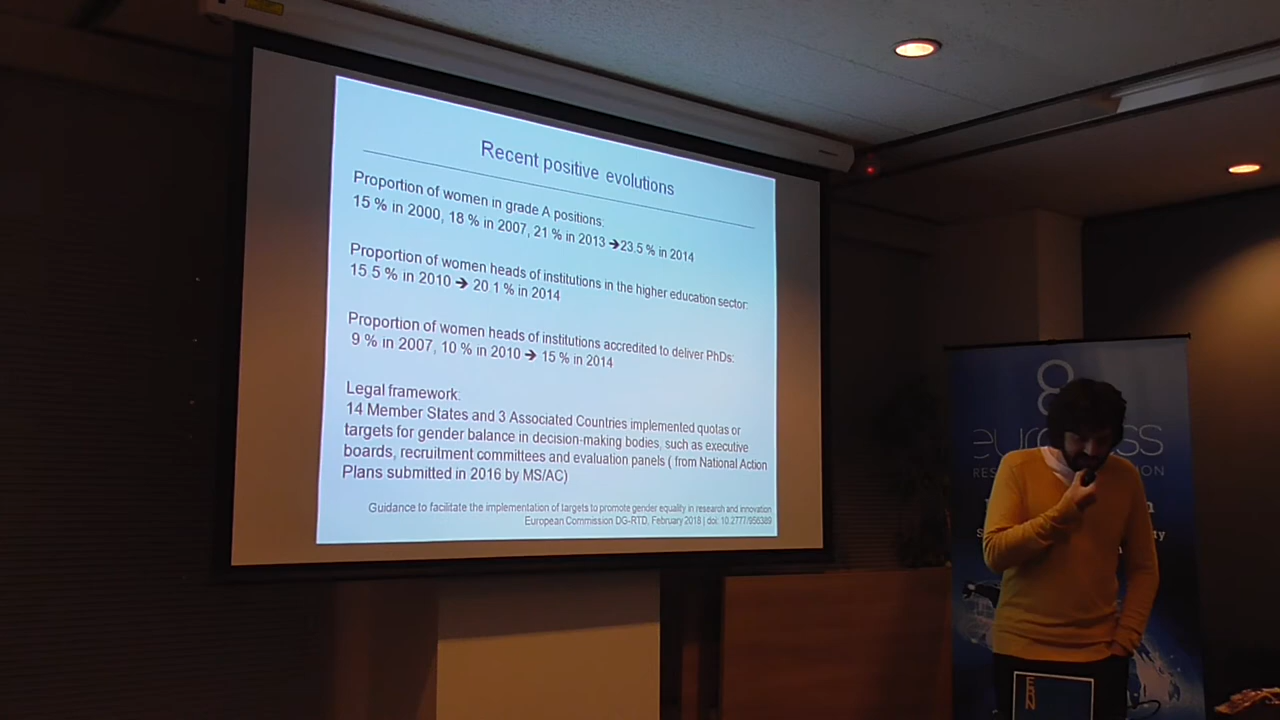 Recent positive evolutions
Proportion of women in grade A positions:
15 % in 2000, 18 % in 2007, 21 % in 2013 ➔23.5 % in 2014
Proportion of women heads of institutions in the higher education sector:
15 5 % in 2010 ➔ 20 1 % in 2014
Proportion of women heads of institutions accredited to deliver PhDs:
9 % in 2007, 10 % in 2010 ➔ 15 % in 2014
Legal framework:
14 Member States and 3 Associated Countries implemented quotas or
targets for gender balance in decision-making bodies, such as executive
boards, recruitment committees and evaluation panels ( from National Action
Plans submitted in 2016 by MS/AC)
Guidance to facilitate the implementation of targets to promote gender equality in research and innovation
European Commission DG-RTD, February 2018 | doi: 10.2777/956389